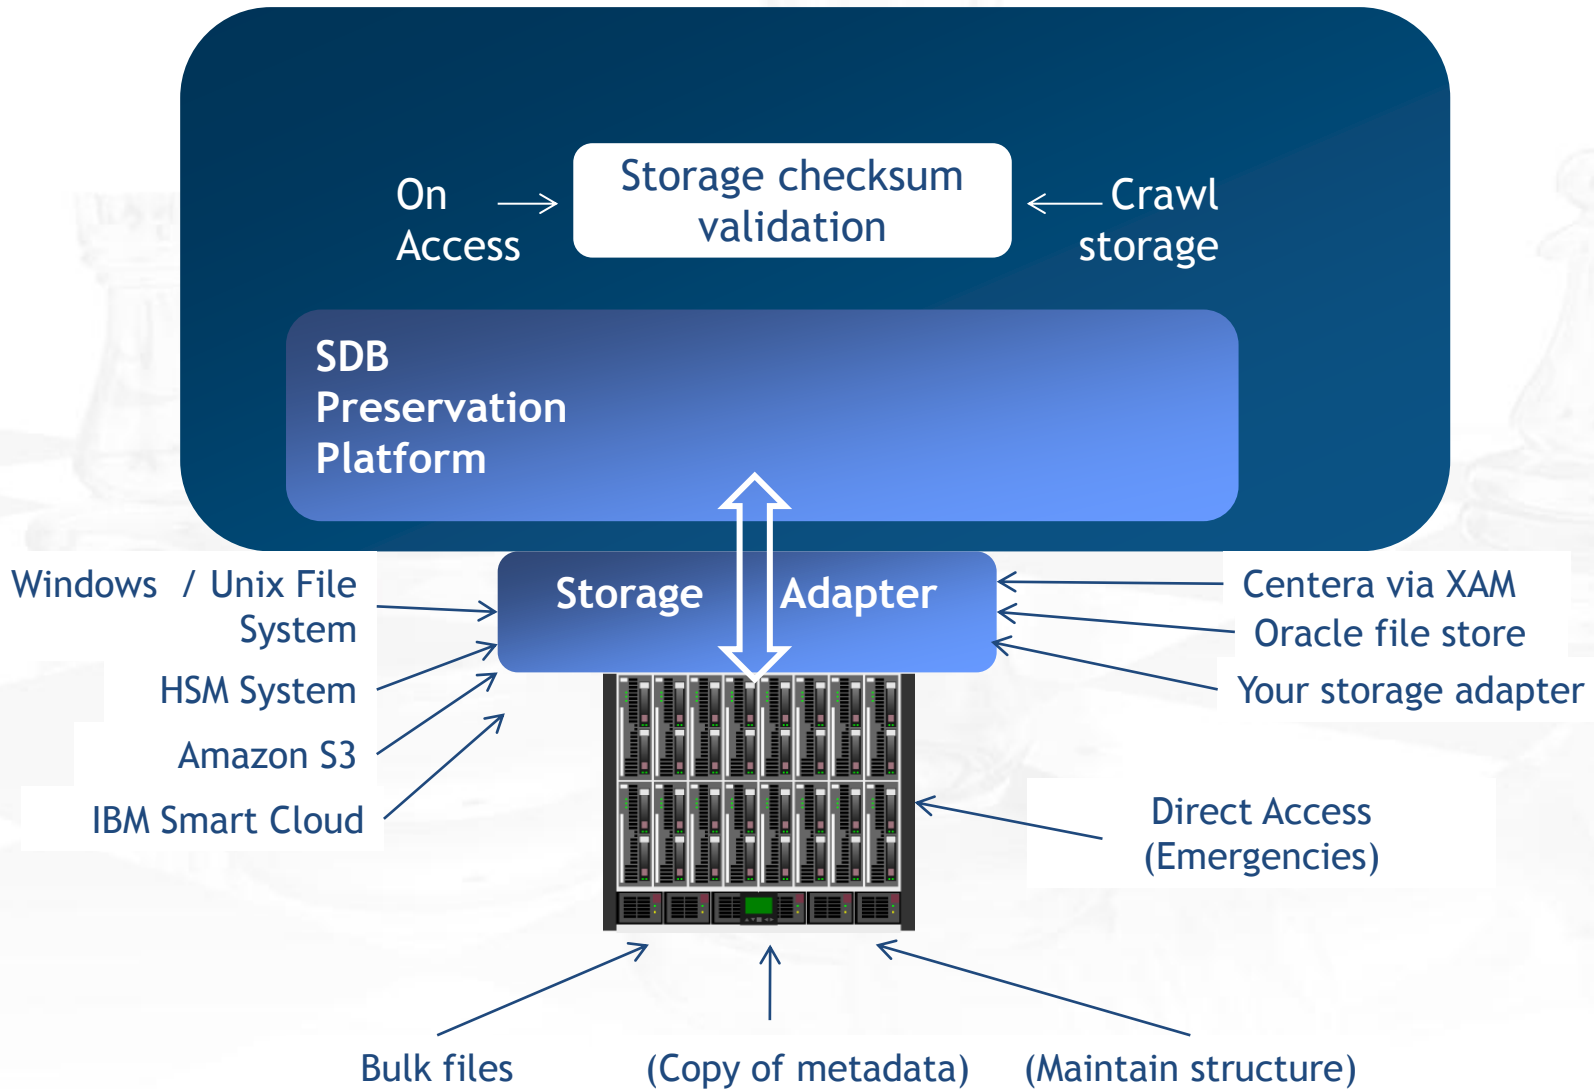 Storage checksum
validation
On
Access
Crawl
storage
SDB
Preservation
Platform
Storage Adapter
Windows / Unix File
System
HSM System
Amazon S3
IBM Smart Cloud
Centera via XAM
Oracle file store
Your storage adapter
Direct Access
(Emergencies)
Bulk files
(Copy of metadata)
(Maintain structure)